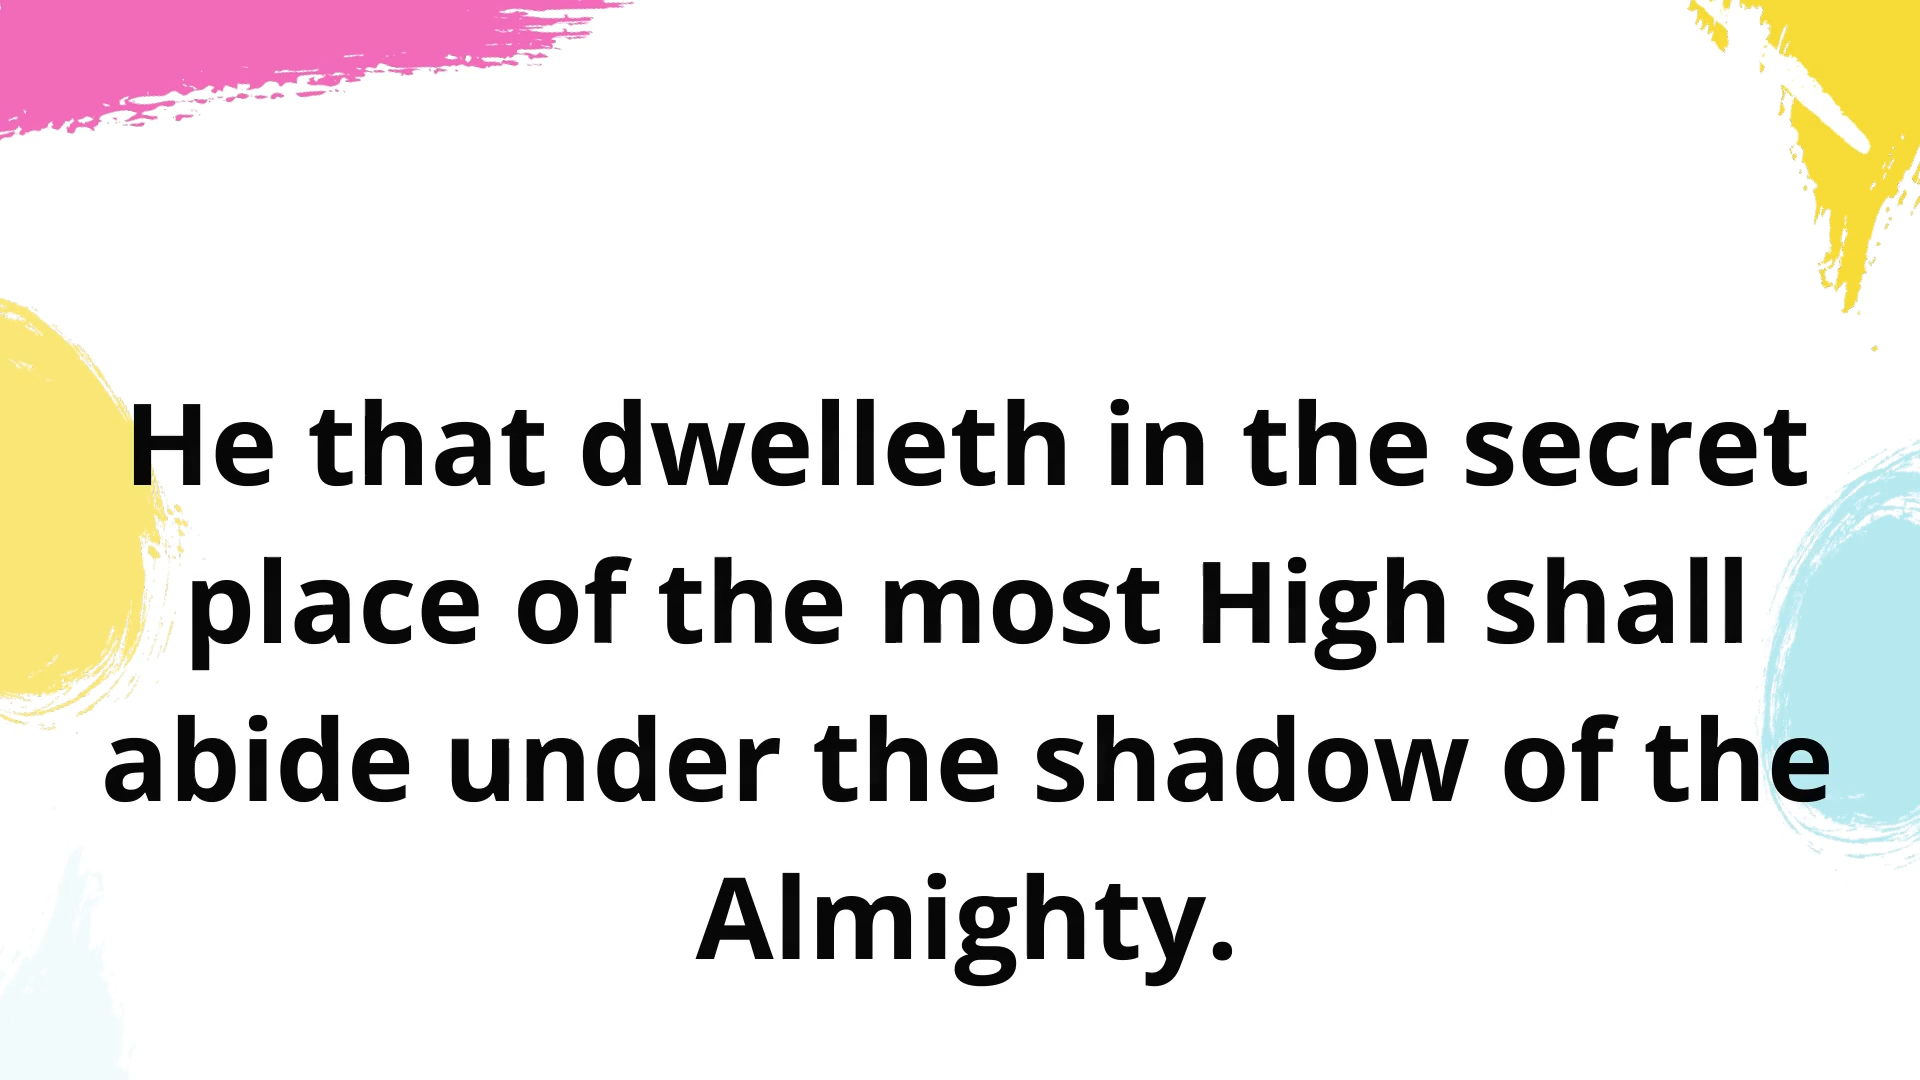 He that dwelleth in the secret
place of the most High shall
abide under the shadow of the
Almighty.